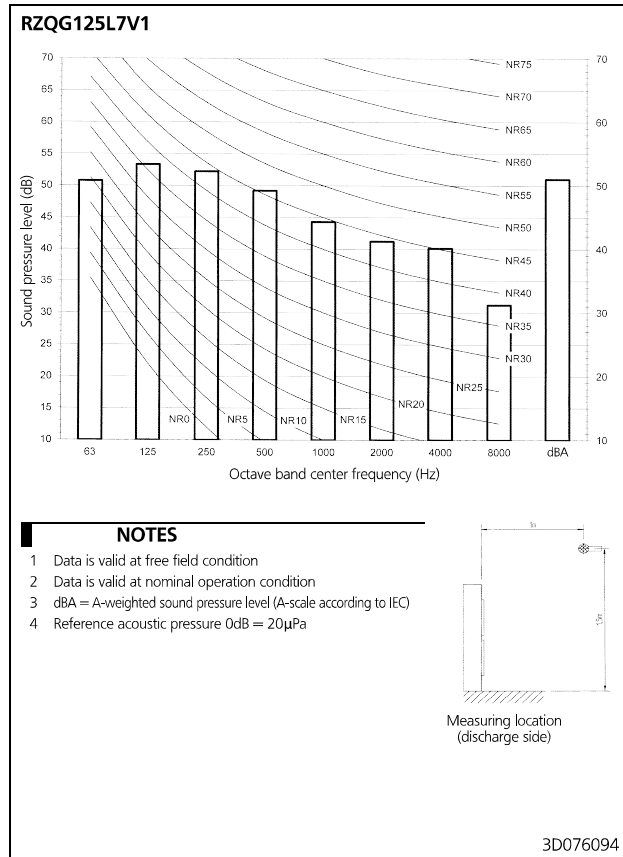 RZQG125L7V1
Sound pressure level (dB)
70
65
60
55
50
45
40
35
30
25
20
15
10
70
60
50
40
30
20
10
NR75
NR70
NR65
NR60
NR55
NR50
NR45
NR40
NR35
NR30
NR25
NR20
NR0 NR5 NR10 NR15
63 125 250 500 1000 2000 4000 8000 dBA
Octave band center frequency (Hz)
NOTES
1 Data is valid at free field condition
2 Data is valid at nominal operation condition
3 dBA = A-weighted sound pressure level (A-scale according to IEC)
4 Reference acoustic pressure 0dB = 20µPa
1m
1,5m
Measuring location
(discharge side)
3D076094